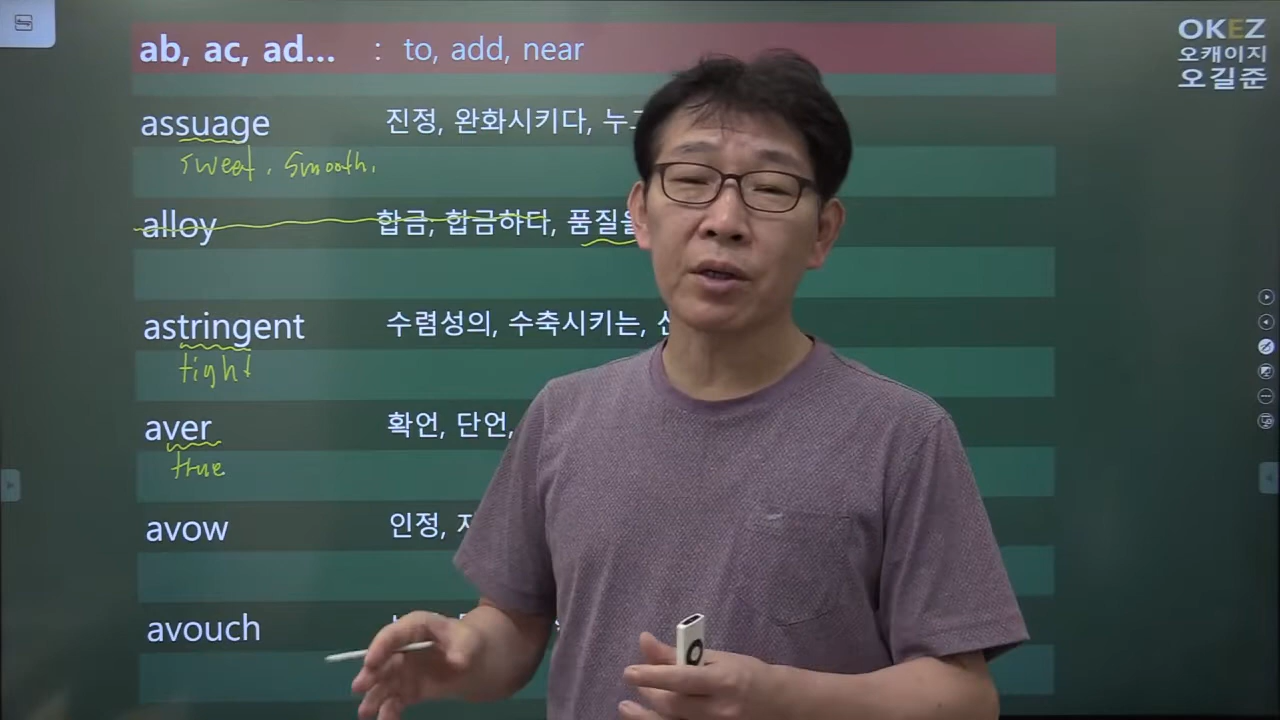 ab, ac, ad... : to, add, near
OKEZ
오캐이지
오길준
assuage 진정, 완화시키다,
sweet, smooth,
alloy 합금; 합금하다, 품질을
astringent 수렴성의, 수축시키는,
tight
aver 확언, 단언,
true
avow 인정,
avouch